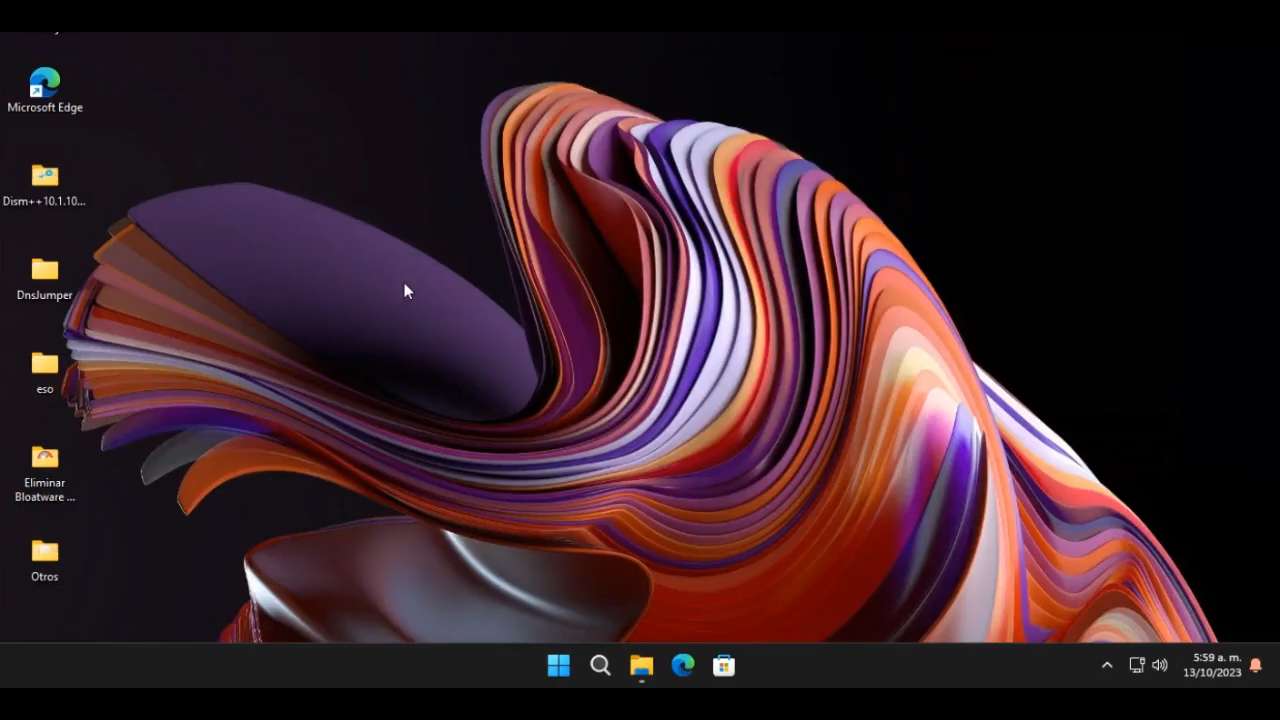 Microsoft Edge
Dism++10.1.10...
DnsJumper
eso
Eliminar
Bloatware ...
Otros
5:59 a. m.
13/10/2023